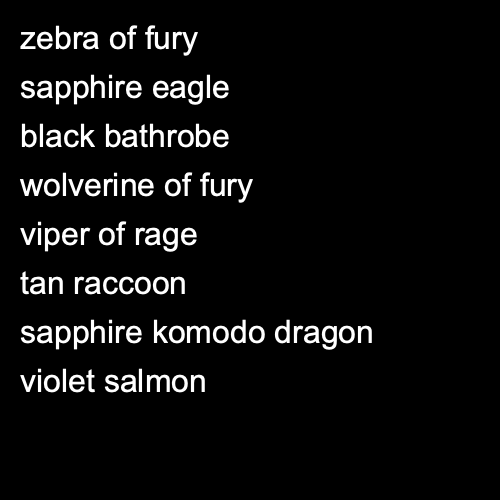 zebra of fury
sapphire eagle
black bathrobe
wolverine of fury
viper of rage
tan raccoon
sapphire komodo dragon
violet salmon